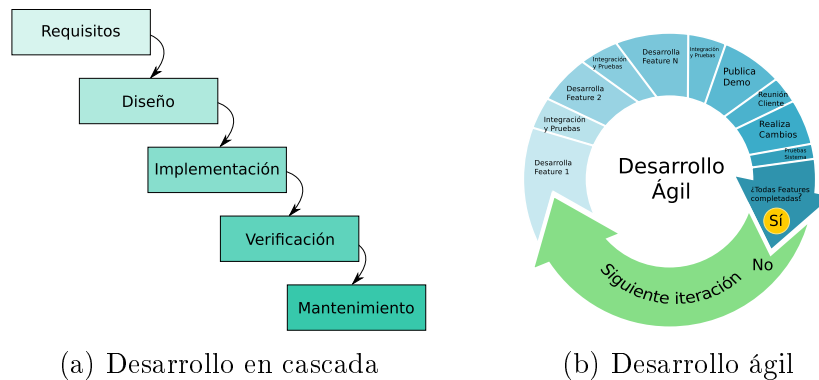 Requisitos
Diseño
Implementación
Verificación
Mantenimiento
(a) Desarrollo en cascada
Desarrollo
Feature 1
Integración
y Pruebas
Desarrolla
Feature 2
Integración
y Pruebas
Desarrolla
Feature N
Integración
y Pruebas
Publica
Demo
Reunión
Cliente
Realiza
Cambios
Pruebas
Sistema
¿Todas Features
completadas?
Sí
No
Siguiente iteración
Desarrollo
Ágil
(b) Desarrollo ágil